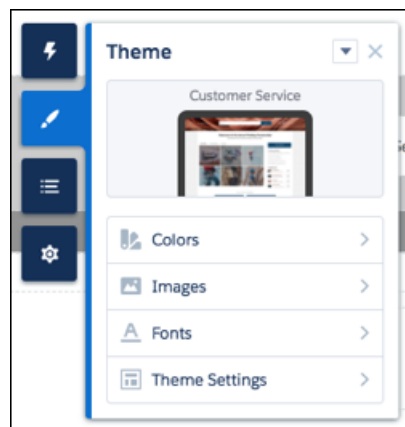 Theme
Customer Service
Colors
Images
Fonts
Theme Settings